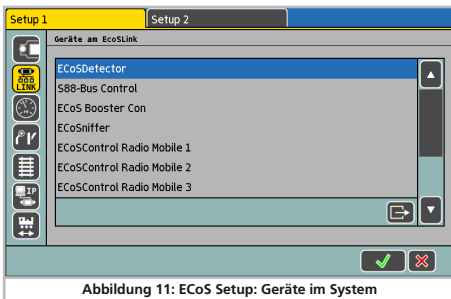 Setup 1
Setup 2
Geräte am EcoSLink
ECoSDetector
S88-Bus Control
ECoS Booster Con
ECoSniffer
LINK
ECoSControl Radio Mobile 1
ECoSControl Radio Mobile 2
ECoSControl Radio Mobile 3
IP
Abbildung 11: ECoS Setup: Geräte im System